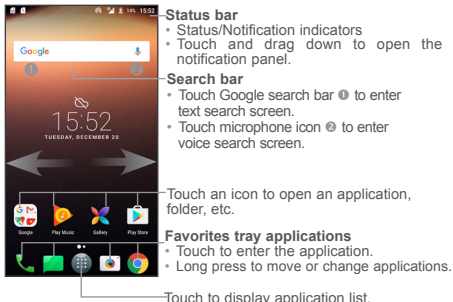 14% 15:52
Google
❶ ❷
15:52
TUESDAY, DECEMBER 20
Google Play Music Gallery Play Store
Status bar
• Status/Notification indicators
• Touch and drag down to open the
notification panel.
Search bar
• Touch Google search bar ❶ to enter
text search screen.
• Touch microphone icon ❷ to enter
voice search screen.
Touch an icon to open an application,
folder, etc.
Favorites tray applications
• Touch to enter the application.
• Long press to move or change applications.
Touch to display application list.